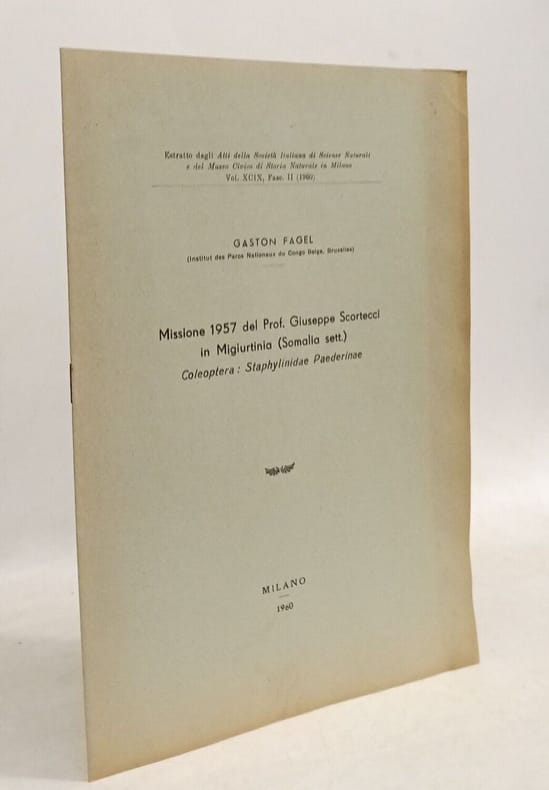 Estratto dagli Atti della Società Italiana di Scienze Naturali
e del Museo Civico di Storia Naturale in Milano
Vol. XCIX, Fasc. II (1960)
GASTON FAGEL
(Institut des Parcs Nationaux du Congo Belge, Bruxelles)
Missione 1957 del Prof. Giuseppe Scortecci
in Migiurtinia (Somalia sett.)
Coleoptera : Staphylinidae Paederinae
MILANO
1960